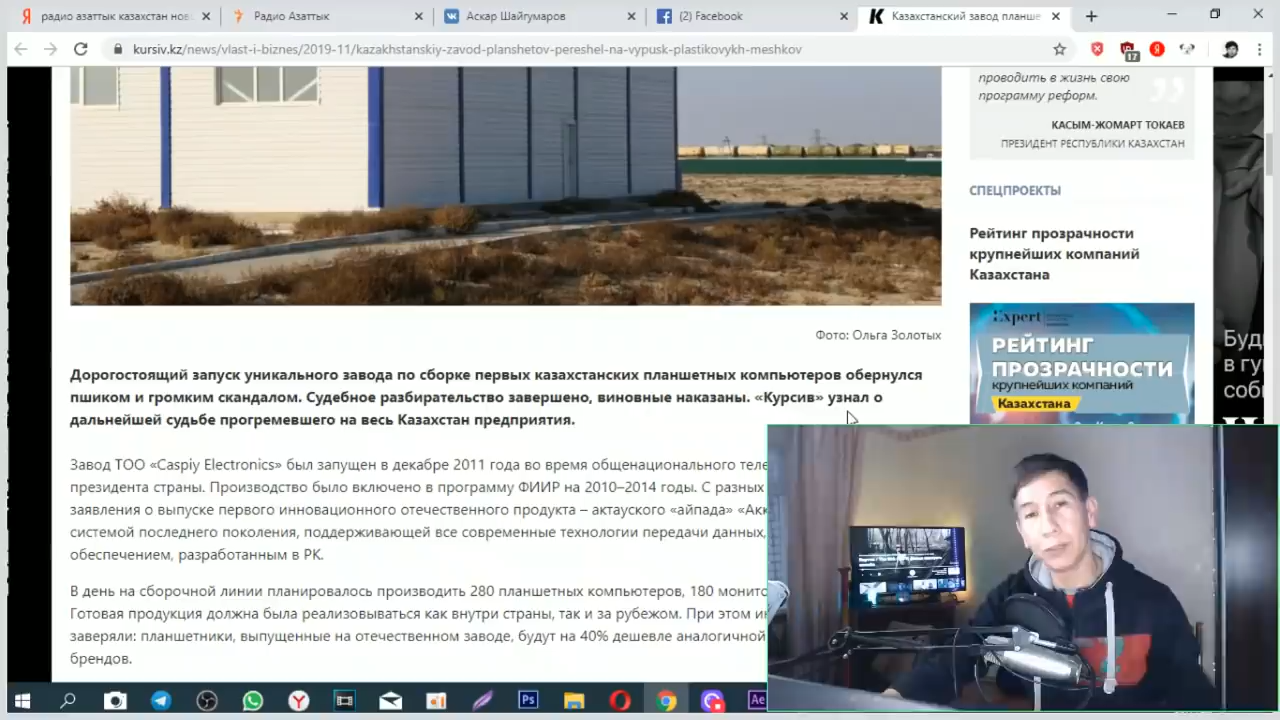 радио азаттык казахстан нов
Радио Азаттык
Аскар Шайгумаров
(2) Facebook
Казахстанский завод планше
kursiv.kz/news/vlast-i-biznes/2019-11/kazakhstanskiy-zavod-planshetov-pereshel-na-vypusk-plastikovykh-meshkov
17
проводить в жизнь свою
программу реформ.
КАСЫМ-ЖОМАРТ ТОКАЕВ
ПРЕЗИДЕНТ РЕСПУБЛИКИ КАЗАХСТАН
СПЕЦПРОЕКТЫ
Рейтинг прозрачности
крупнейших компаний
Казахстана
Expert
РЕЙТИНГ
ПРОЗРАЧНОСТИ
крупнейших компаний
Казахстана
Буд
в гу
соб
Фото: Ольга Золотых
Дорогостоящий запуск уникального завода по сборке первых казахстанских планшетных компьютеров обернулся
пшиком и громким скандалом. Судебное разбирательство завершено, виновные наказаны. «Курсив» узнал о
дальнейшей судьбе прогремевшего на весь Казахстан предприятия.
Завод ТОО «Caspiy Electronics» был запущен в декабре 2011 года во время общенационального теле
президента страны. Производство было включено в программу ФИИР на 2010–2014 годы. С разных
заявления о выпуске первого инновационного отечественного продукта – актауского «айпада» «Акк
системой последнего поколения, поддерживающей все современные технологии передачи данных,
обеспечением, разработанным в РК.
В день на сборочной линии планировалось производить 280 планшетных компьютеров, 180 монито
Готовая продукция должна была реализовываться как внутри страны, так и за рубежом. При этом ин
заверяли: планшетники, выпущенные на отечественном заводе, будут на 40% дешевле аналогичной
брендов.
Ps
Ae